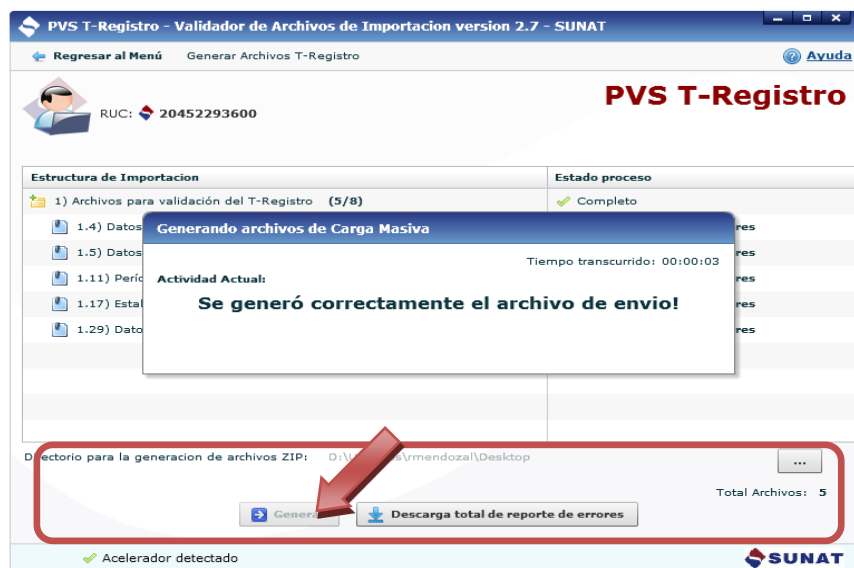 PVS T-Registro - Validador de Archivos de Importacion version 2.7 - SUNAT
Regresar al Menú Generar Archivos T-Registro Ayuda
PVS T-Registro
RUC: 20452293600
Estructura de Importacion Estado proceso
1) Archivos para validación del T-Registro (5/8) Completo
1.4) Datos res
1.5) Datos res
1.11) Perío res
1.17) Estal res
1.29) Dato res
Generando archivos de Carga Masiva
Tiempo transcurrido: 00:00:03
Actividad Actual:
Se generó correctamente el archivo de envio!
Directorio para la generacion de archivos ZIP: D:\ \rmendozal\Desktop ...
Total Archivos: 5
Genera Descarga total de reporte de errores
Acelerador detectado SUNAT